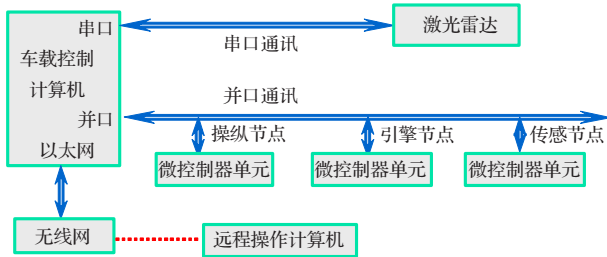 串口
激光雷达
串口通讯
车载控制
计算机
并口通讯
并口
操纵节点
引擎节点
传感节点
以太网
微控制器单元
微控制器单元
微控制器单元
无线网
远程操作计算机